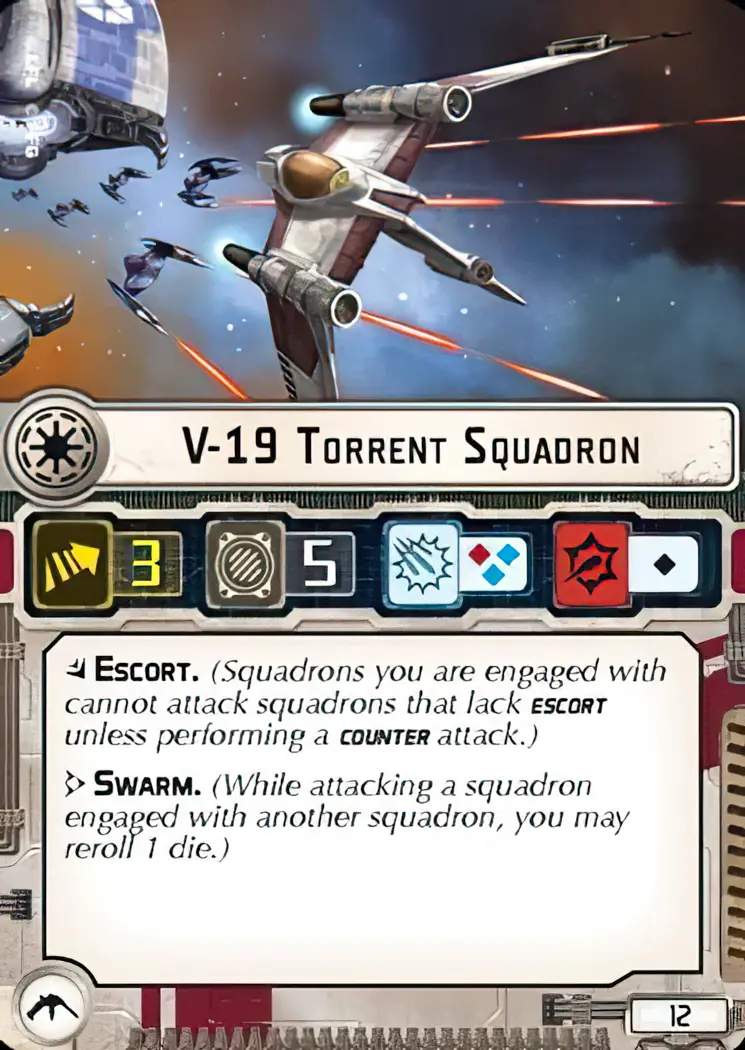 V-19 Torrent Squadron
3 5
Escort. (Squadrons you are engaged with
cannot attack squadrons that lack escort
unless performing a counter attack.)
Swarm. (While attacking a squadron
engaged with another squadron, you may
reroll 1 die.)
12